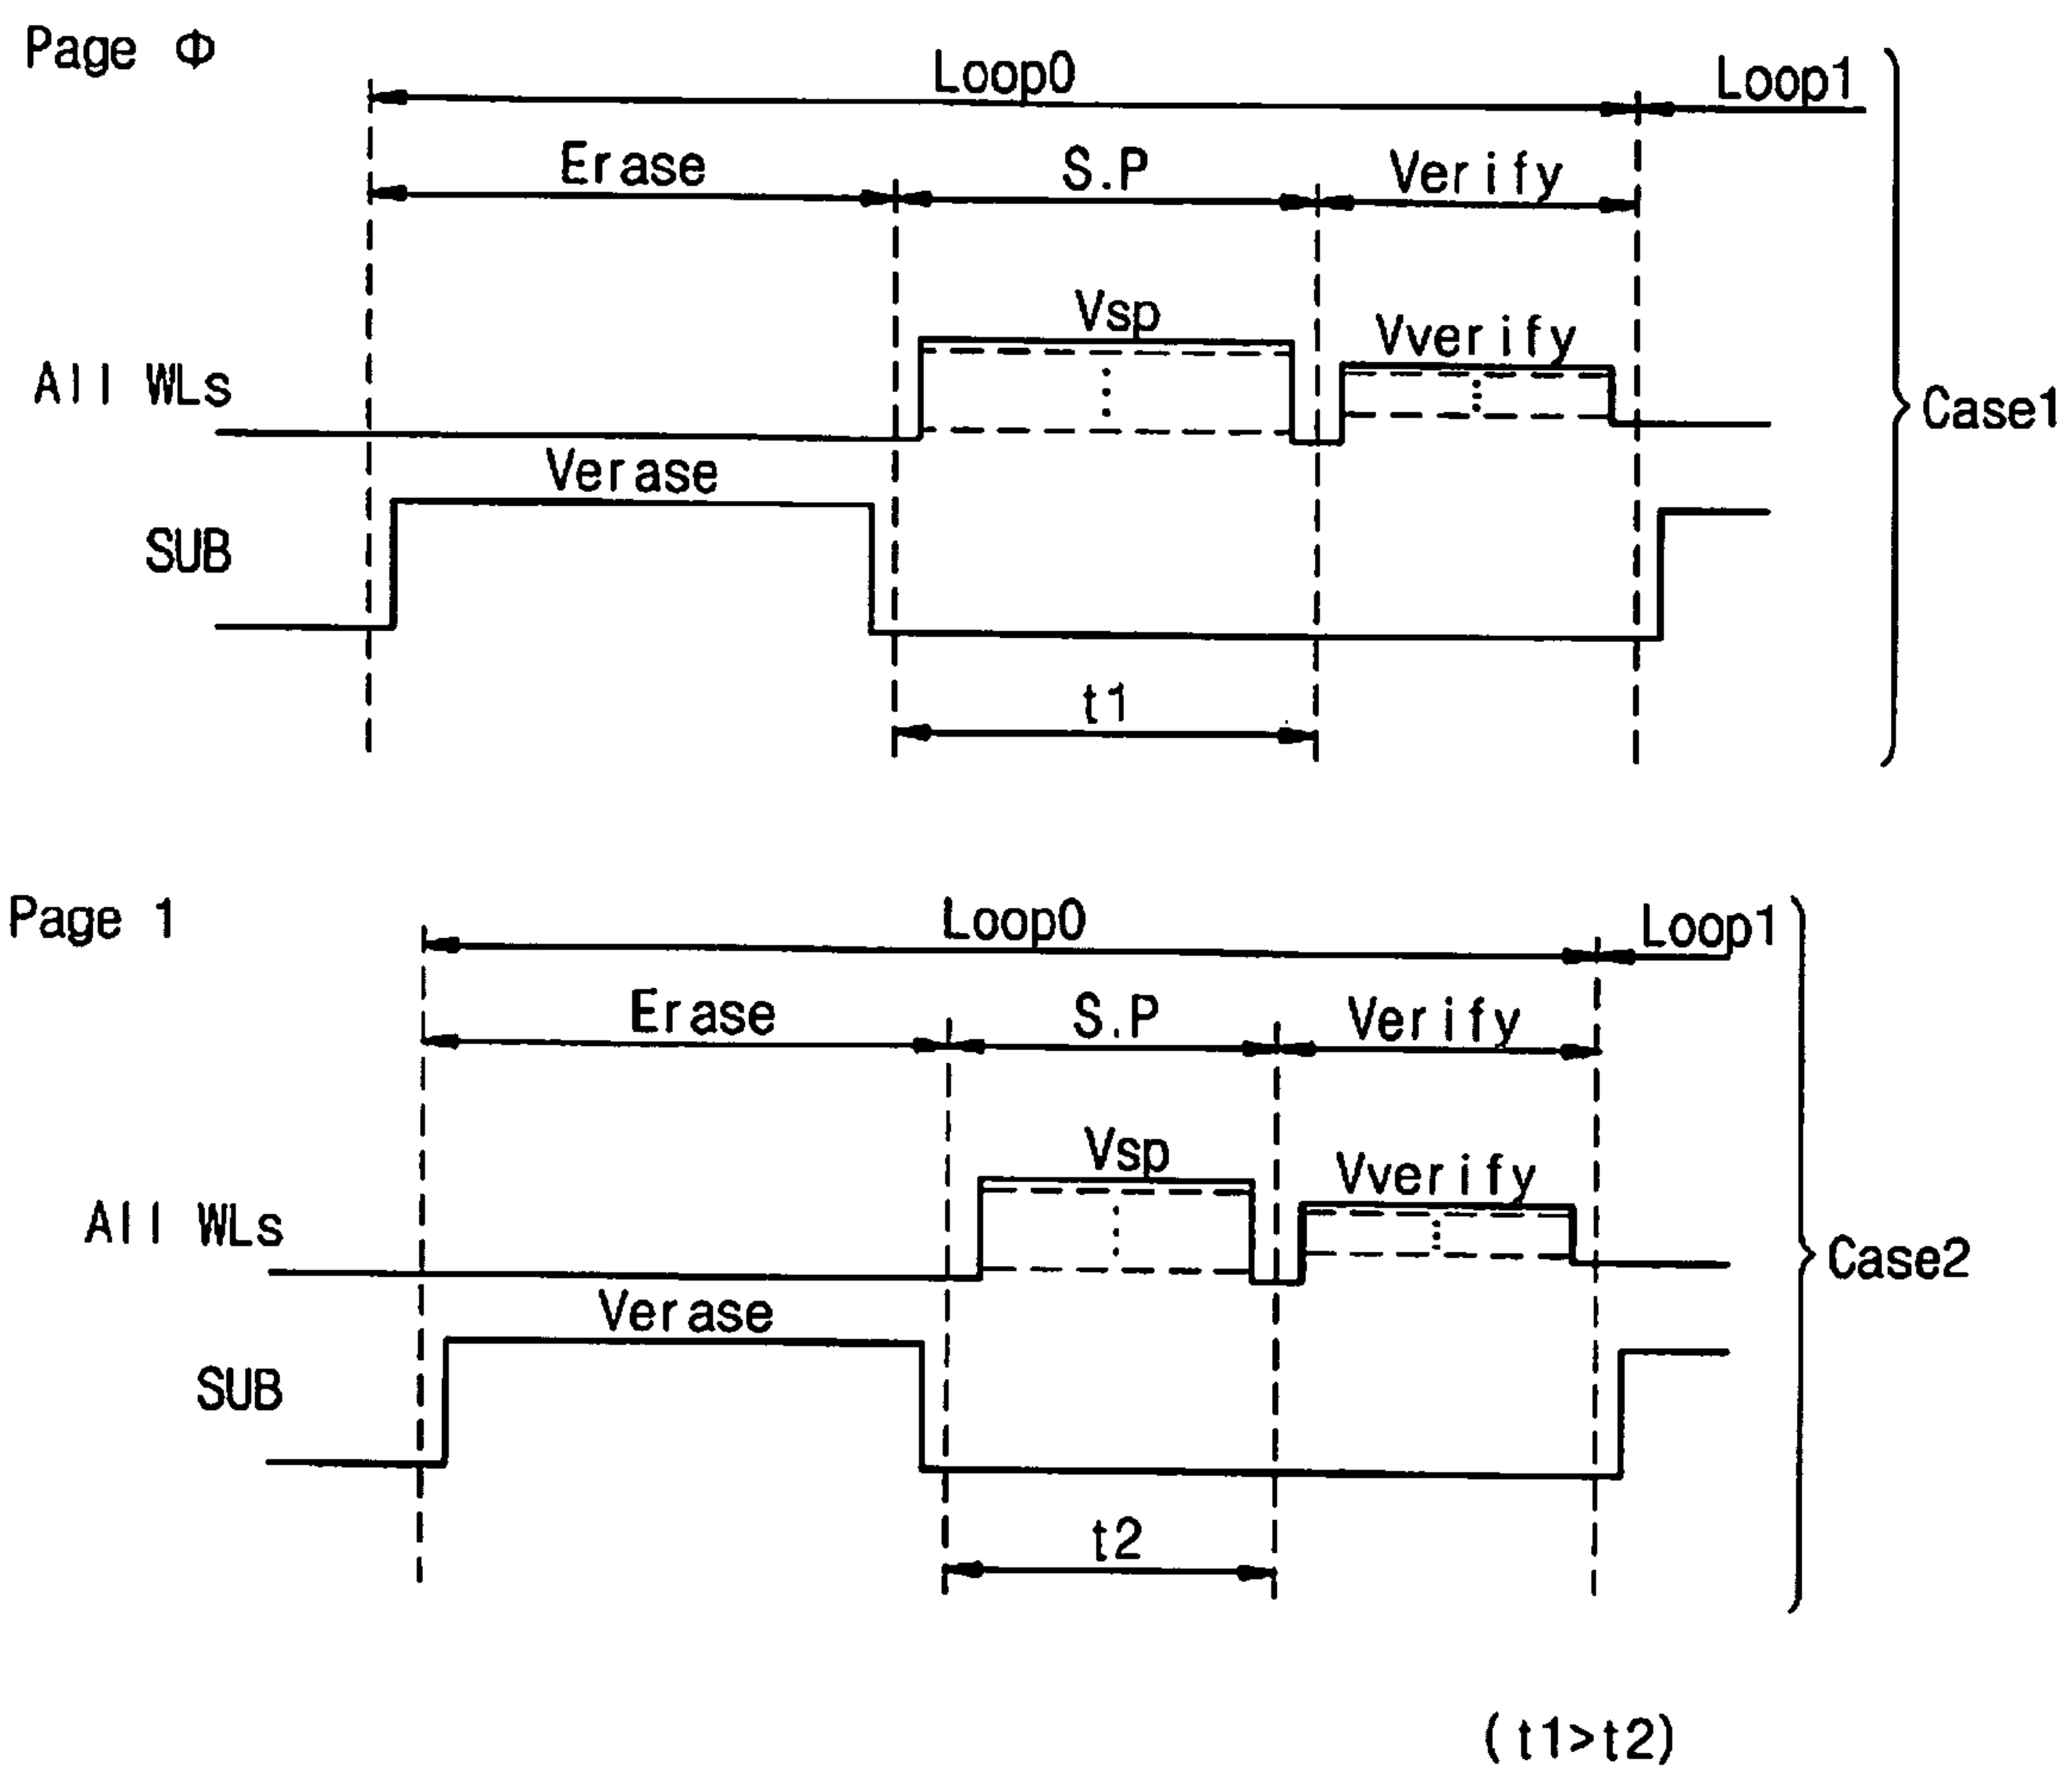 Page Φ
Loop0 Loop1
Erase S.P Verify
Vsp Vverify
All WLs
Case1
Verase
SUB
t1
Page 1
Loop0 Loop1
Erase S.P Verify
Vsp Vverify
All WLs
Case2
Verase
SUB
t2
(t1>t2)